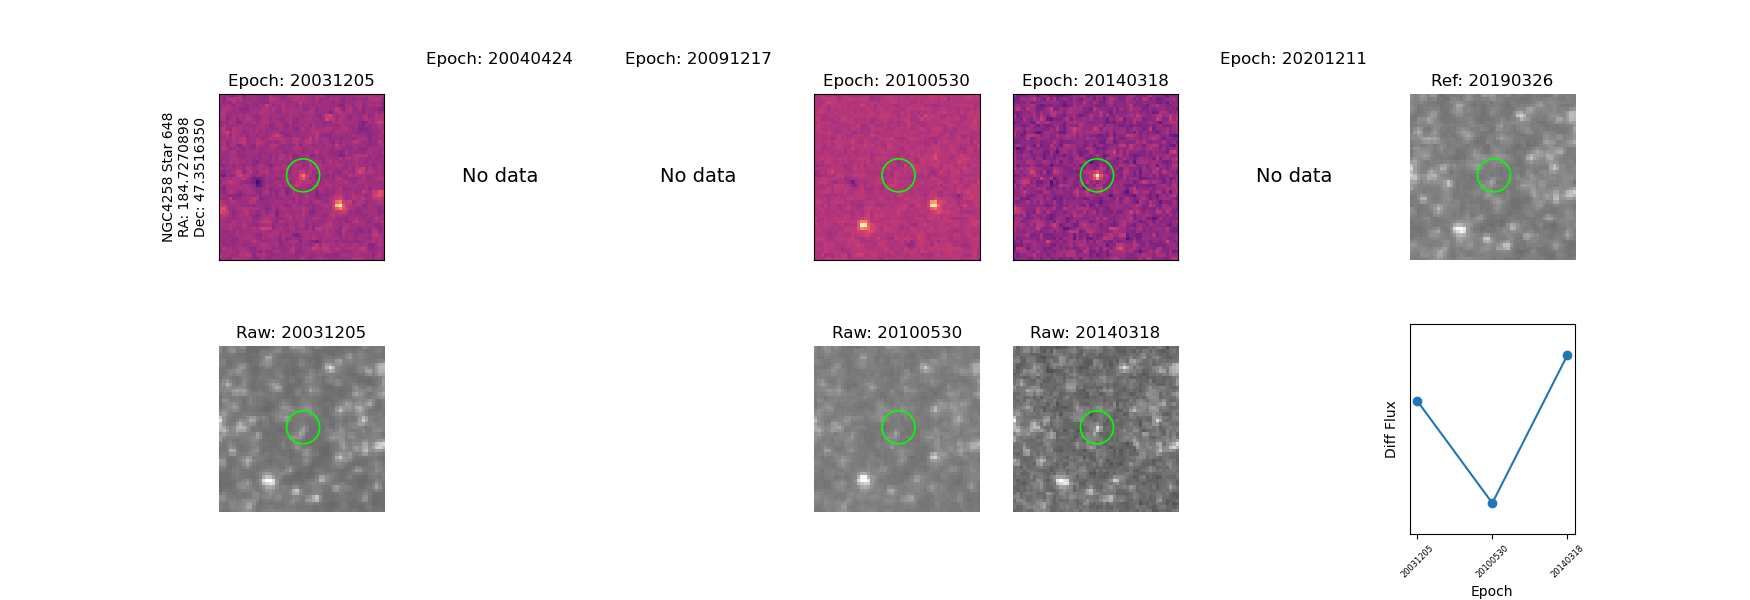 NGC4258 Star 648
RA: 184.7270898
Dec: 47.3516350
Epoch: 20031205
Epoch: 20040424
No data
Epoch: 20091217
No data
Epoch: 20100530
Epoch: 20140318
Epoch: 20201211
No data
Ref: 20190326
Raw: 20031205
Raw: 20100530
Raw: 20140318
Diff Flux
20031205
20100530
20140318
Epoch